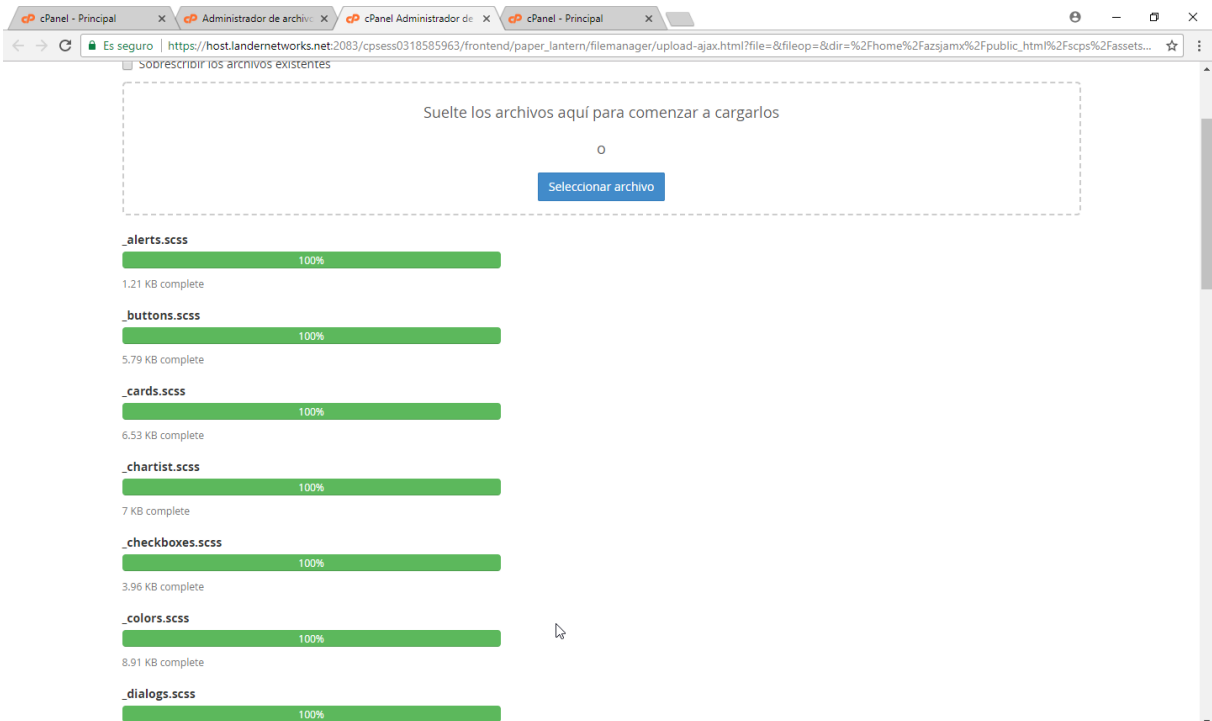 cPanel - Principal
Administrador de archivo
cPanel Administrador de
cPanel - Principal
Es seguro | https://host.landernetworks.net:2083/cpsess0318585963/frontend/paper_lantern/filemanager/upload-ajax.html?file=&fileop=&dir=%2Fhome%2Fazsjamx%2Fpublic_html%2Fscps%2Fassets...
Sobrescribir los archivos existentes
Suelte los archivos aquí para comenzar a cargarlos
o
Seleccionar archivo
_alerts.scss
100%
1.21 KB complete
_buttons.scss
100%
5.79 KB complete
_cards.scss
100%
6.53 KB complete
_chartist.scss
100%
7 KB complete
_checkboxes.scss
100%
3.96 KB complete
_colors.scss
100%
8.91 KB complete
_dialogs.scss
100%